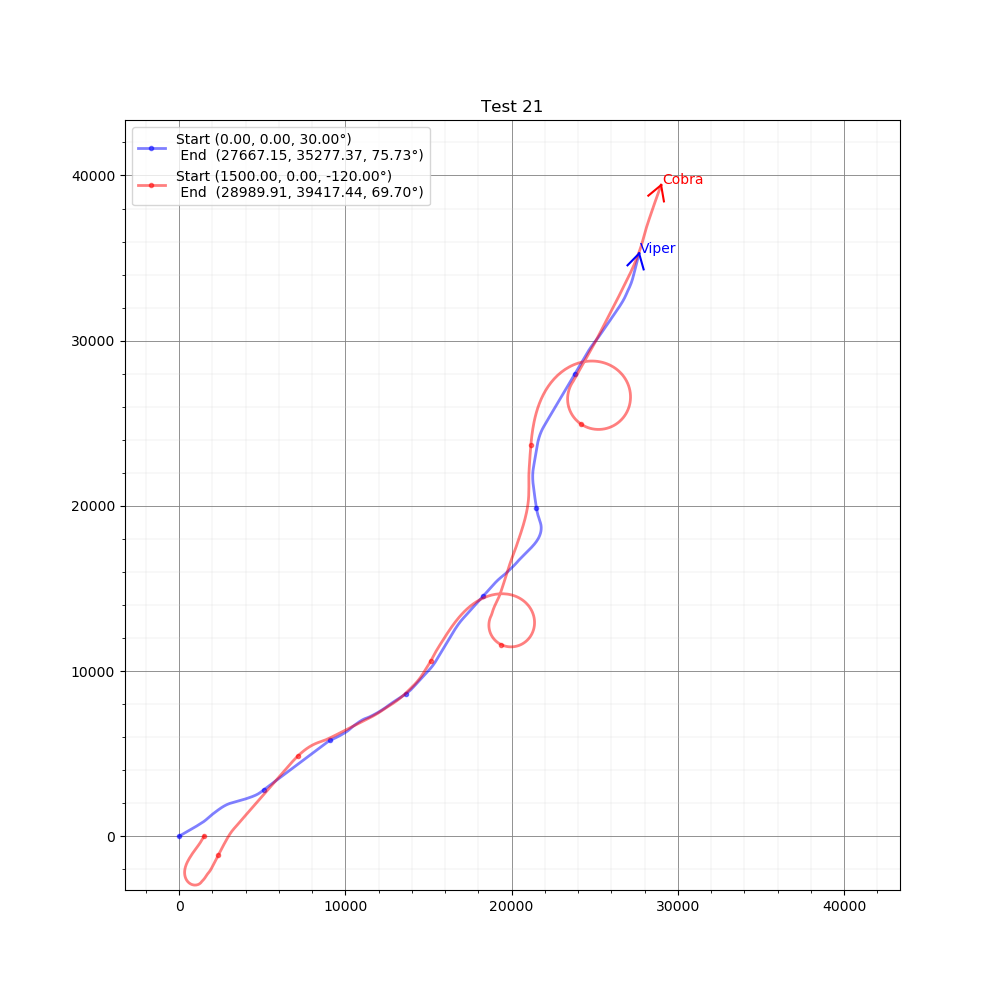 Test 21
Start (0.00, 0.00, 30.00°)
End  (27667.15, 35277.37, 75.73°)
Start (1500.00, 0.00, -120.00°)
End  (28989.91, 39417.44, 69.70°)
40000
Cobra
Viper
30000
20000
10000
0
0
10000
20000
30000
40000